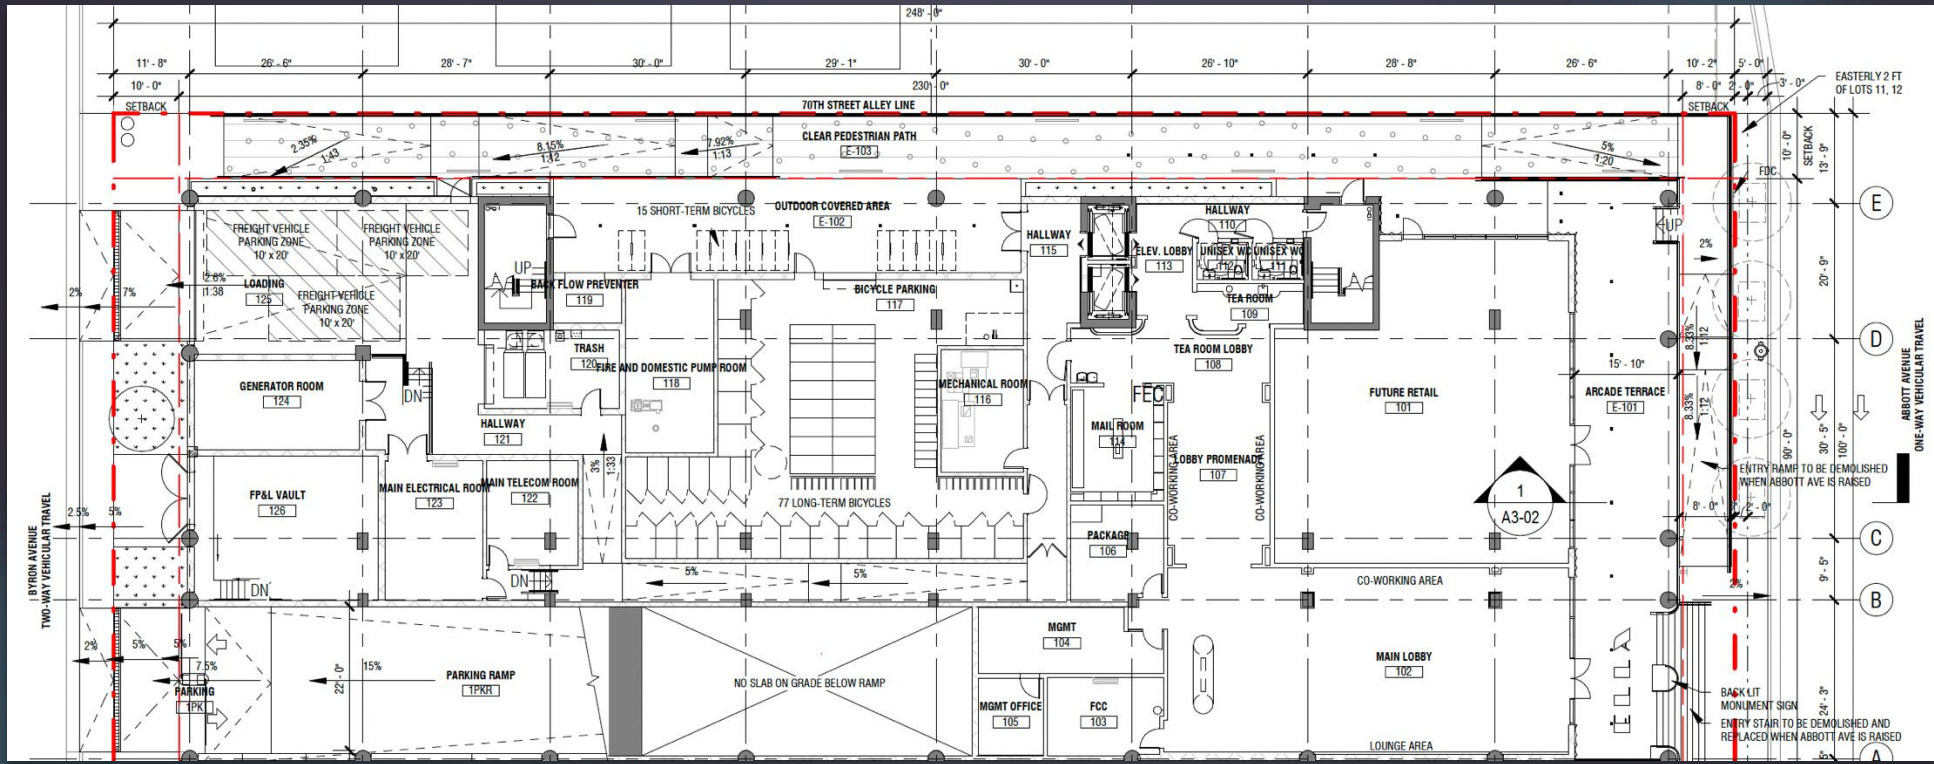 248' - 0"
11' - 8"
26' - 6"
28' - 7"
30' - 0"
29' - 1"
30' - 0"
26' - 10"
28' - 8"
26' - 6"
10' - 2"
5' - 0"
10' - 0"
230' - 0"
8' - 0"
2' - 0"
3' - 0"
EASTERLY 2 FT
OF LOTS 11, 12
SETBACK
70TH STREET ALLEY LINE
SETBACK
CLEAR PEDESTRIAN PATH
E-103
2.35%
1:43
8.15%
1:12
7.92%
1:13
5%
1:20
10' - 0"
SETBACK
13' - 9"
FDC
E
15 SHORT-TERM BICYCLES
OUTDOOR COVERED AREA
E-102
HALLWAY
110
HALLWAY
115
FREIGHT VEHICLE
PARKING ZONE
10' x 20'
FREIGHT VEHICLE
PARKING ZONE
10' x 20'
UP
2%
ELEV. LOBBY
113
UNISEX WC
112
UNISEX WC
111
UP
2%
7%
2.6%
1:38
LOADING
125
FREIGHT VEHICLE
PARKING ZONE
10' x 20'
BACK FLOW PREVENTER
119
BICYCLE PARKING
117
TEA ROOM
109
20' - 9"
D
8.33%
1:12
TRASH
120
FIRE AND DOMESTIC PUMP ROOM
118
TEA ROOM LOBBY
108
15' - 10"
GENERATOR ROOM
124
DN
MECHANICAL ROOM
116
FEC
FUTURE RETAIL
101
ARCADE TERRACE
E-101
8.33%
1:12
ABBOTT AVENUE
ONE-WAY VEHICULAR TRAVEL
HALLWAY
121
MAIL ROOM
114
CO-WORKING AREA
LOBBY PROMENADE
107
CO-WORKING AREA
90' - 0"
30' - 5"
100' - 0"
3%
1:33
ENTRY RAMP TO BE DEMOLISHED
WHEN ABBOTT AVE IS RAISED
FP&L VAULT
126
MAIN ELECTRICAL ROOM
123
MAIN TELECOM ROOM
122
77 LONG-TERM BICYCLES
1
A3-02
8' - 0"
2' - 0"
2.5%
5%
BYRON AVENUE
TWO-WAY VEHICULAR TRAVEL
PACKAGE
106
C
DN
DN
5%
5%
CO-WORKING AREA
2%
9' - 5"
B
2%
5%
5%
7.5%
22' - 0"
15%
PARKING RAMP
1PKR
NO SLAB ON GRADE BELOW RAMP
MGMT
104
MAIN LOBBY
102
ELLA
PARKING
1PK
MGMT OFFICE
105
FCC
103
BACK LIT
MONUMENT SIGN
24' - 3"
ENTRY STAIR TO BE DEMOLISHED AND
REPLACED WHEN ABBOTT AVE IS RAISED
LOUNGE AREA
A